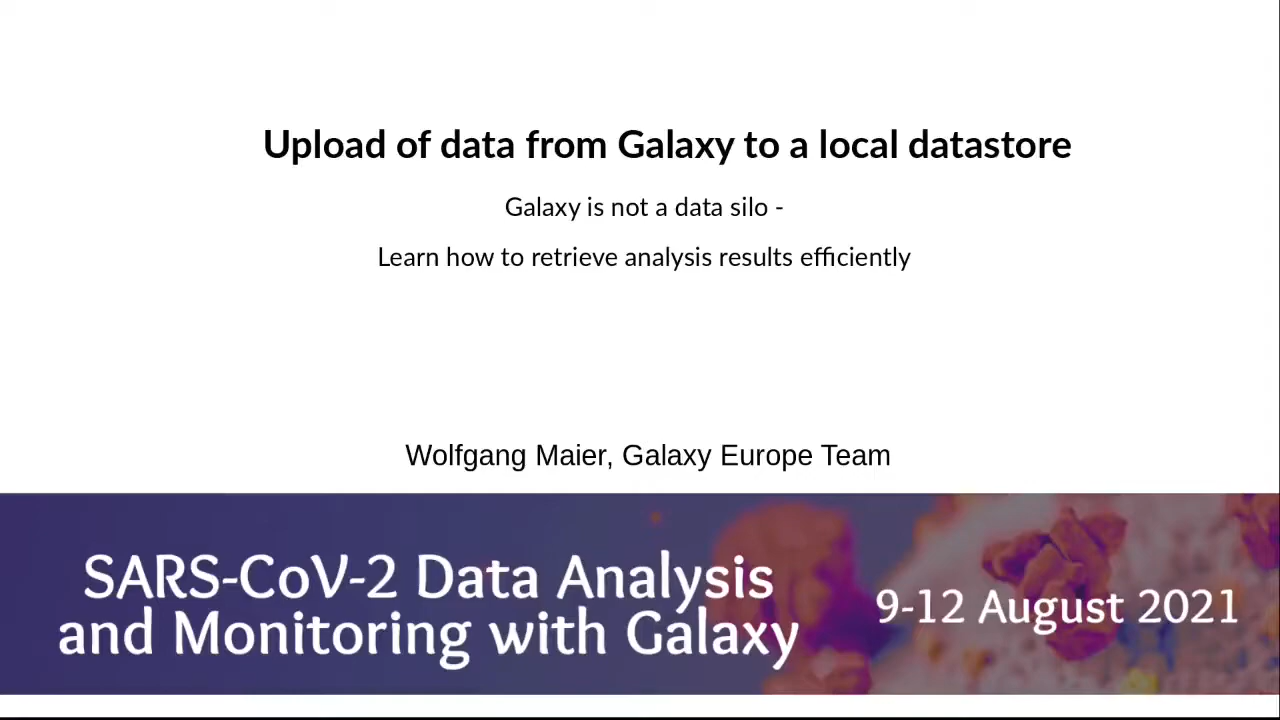 Upload of data from Galaxy to a local datastore
Galaxy is not a data silo -
Learn how to retrieve analysis results efficiently
Wolfgang Maier, Galaxy Europe Team
SARS-CoV-2 Data Analysis
and Monitoring with Galaxy
9-12 August 2021